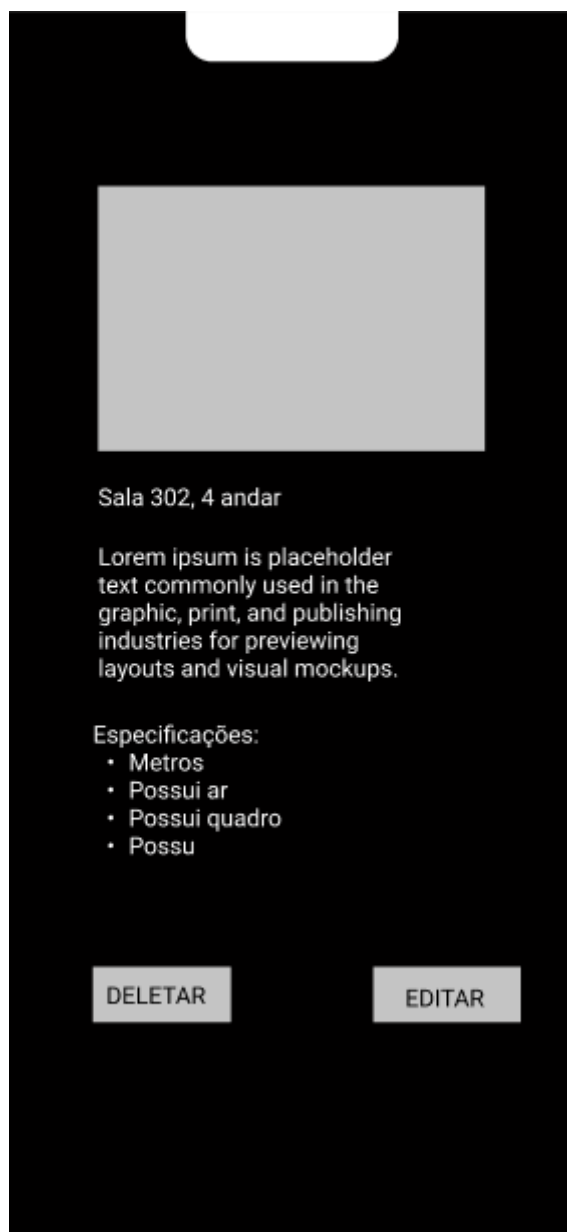 Sala 302, 4 andar
Lorem ipsum is placeholder
text commonly used in the
graphic, print, and publishing
industries for previewing
layouts and visual mockups.
Especificações:
• Metros
• Possui ar
• Possui quadro
• Possu
DELETAR
EDITAR